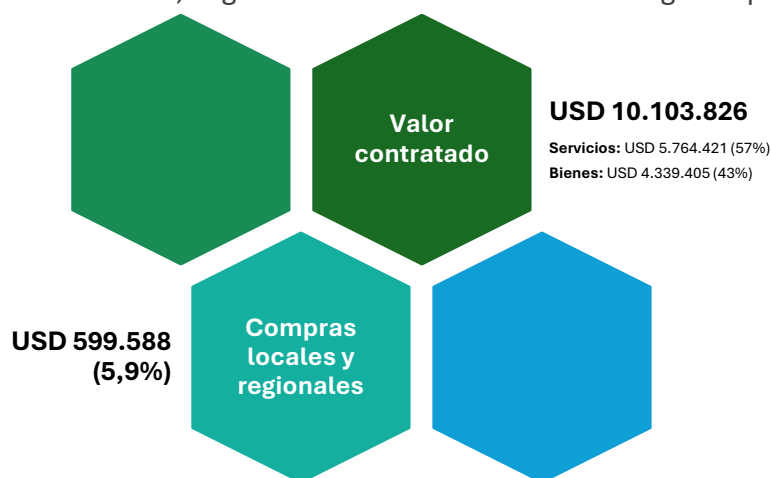 Valor
contratado
USD 10.103.826
Servicios: USD 5.764.421 (57%)
Bienes: USD 4.339.405 (43%)
USD 599.588
(5,9%)
Compras
locales y
regionales